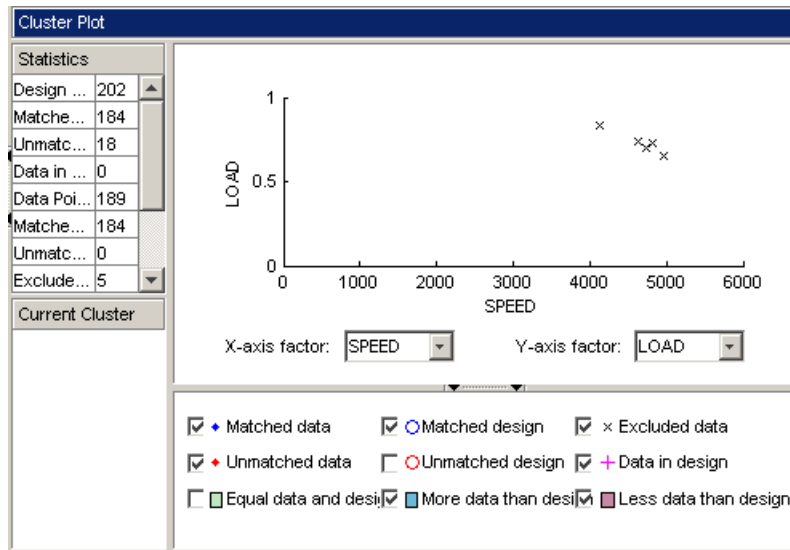 Cluster Plot
Statistics
Design ... 202
Matche... 184
Unmatc... 18
Data in ... 0
Data Poi... 189
Matche... 184
Unmatc... 0
Exclude... 5
Current Cluster
1
0.5
0
LOAD
0 1000 2000 3000 4000 5000 6000
SPEED
X-axis factor: SPEED Y-axis factor: LOAD
Matched data Matched design Excluded data
Unmatched data Unmatched design Data in design
Equal data and desi More data than design Less data than design